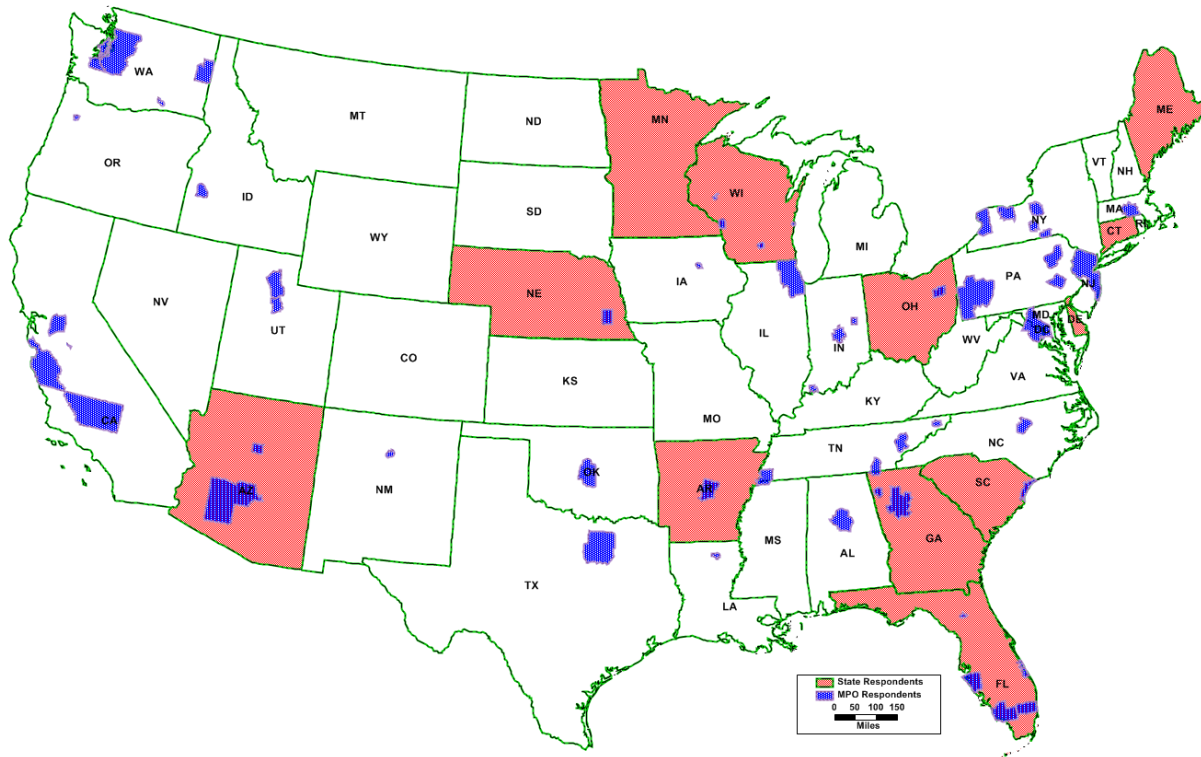 ME
WA
MT
ND
MN
OR
VT
NH
ID
SD
WI
MA
NY
RI
CT
WY
MI
IA
PA
NE
NV
UT
IL
IN
OH
NJ
MD
DE
DC
WV
CO
KS
MO
KY
VA
CA
TN
NC
AZ
NM
OK
AR
SC
MS
AL
GA
TX
LA
FL
State Respondents
MPO Respondents
0 50 100 150
Miles